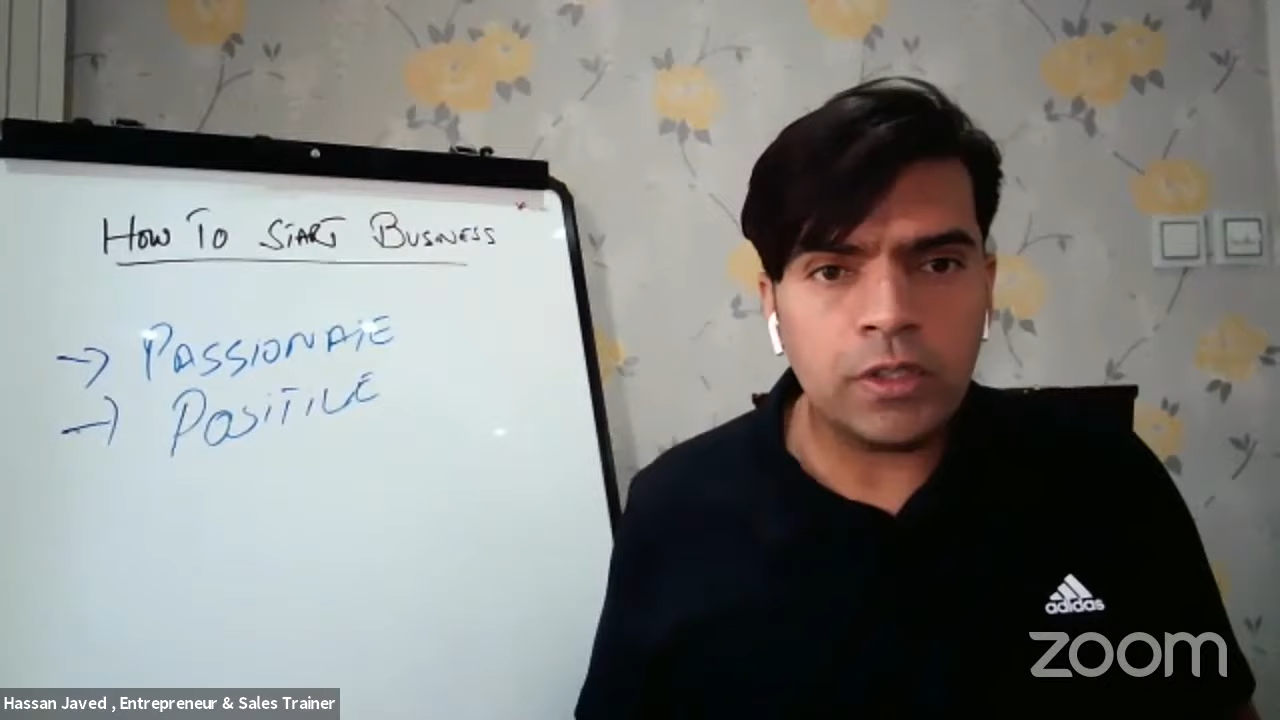 How To START BUSINESS
→ PASSIONATE
→ POSITIVE
adidas
zoom
Hassan Javed , Entrepreneur & Sales Trainer